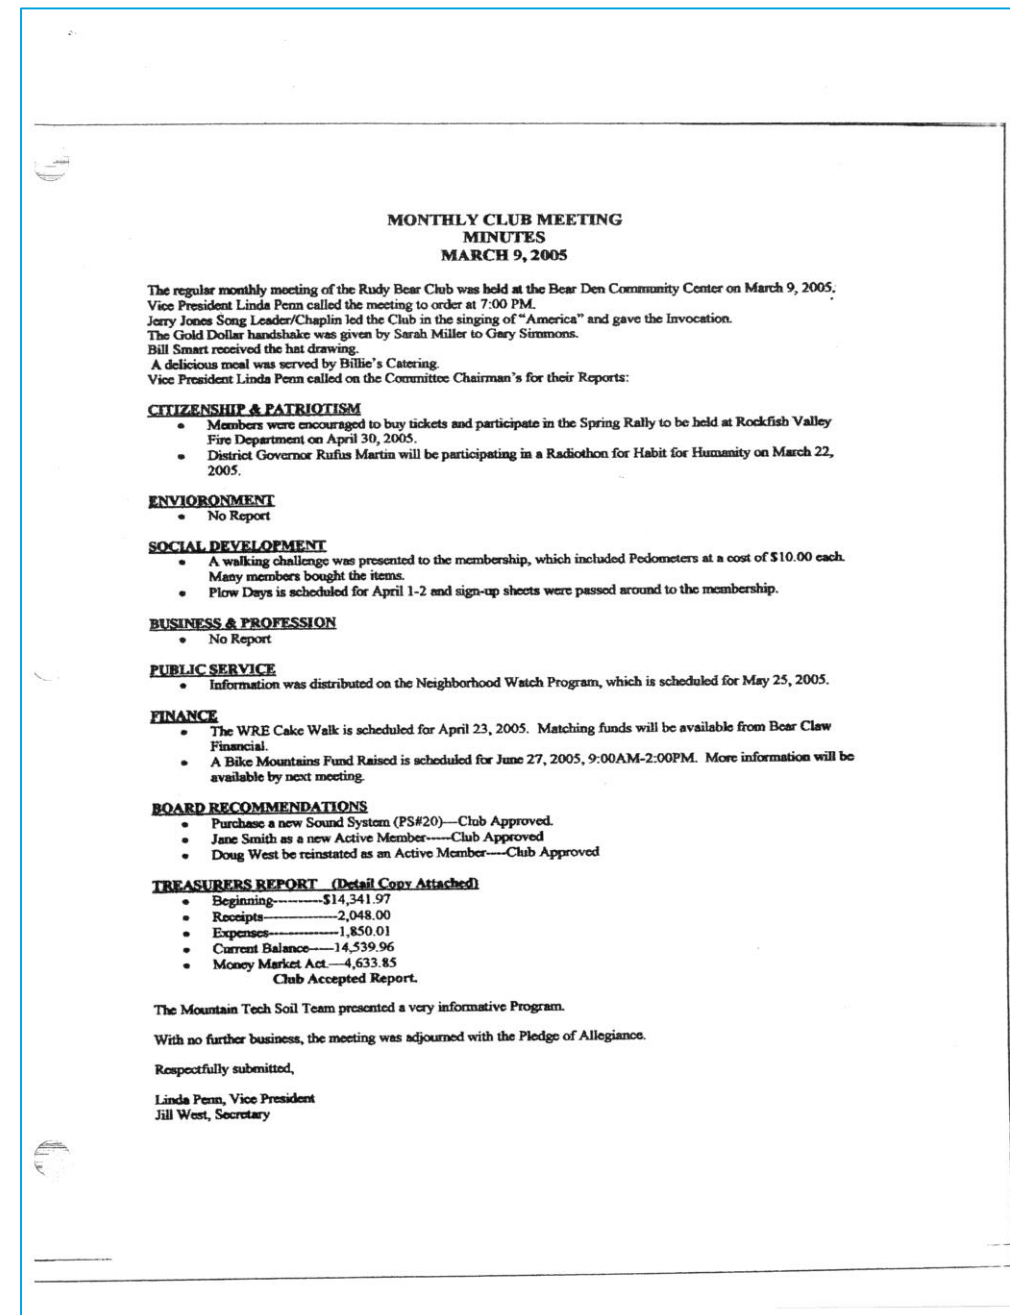 MONTHLY CLUB MEETING
MINUTES
MARCH 9, 2005
The regular monthly meeting of the Rudy Bear Club was held at the Bear Den Community Center on March 9, 2005.
Vice President Linda Penn called the meeting to order at 7:00 PM.
Jerry Jones Song Leader/Chaplin led the Club in the singing of “America” and gave the Invocation.
The Gold Dollar handshake was given by Sarah Miller to Gary Simmons.
Bill Smart received the hat drawing.
A delicious meal was served by Billie’s Catering.
Vice President Linda Penn called on the Committee Chairman’s for their Reports:
CITIZENSHIP & PATRIOTISM
• Members were encouraged to buy tickets and participate in the Spring Rally to be held at Rockfish Valley
Fire Department on April 30, 2005.
• District Governor Rufus Martin will be participating in a Radiothon for Habit for Humanity on March 22,
2005.
ENVIORONMENT
• No Report
SOCIAL DEVELOPMENT
• A walking challenge was presented to the membership, which included Pedometers at a cost of $10.00 each.
Many members bought the items.
• Plow Days is scheduled for April 1-2 and sign-up sheets were passed around to the membership.
BUSINESS & PROFESSION
• No Report
PUBLIC SERVICE
• Information was distributed on the Neighborhood Watch Program, which is scheduled for May 25, 2005.
FINANCE
• The WRE Cake Walk is scheduled for April 23, 2005. Matching funds will be available from Bear Claw
Financial.
• A Bike Mountains Fund Raised is scheduled for June 27, 2005, 9:00AM-2:00PM. More information will be
available by next meeting.
BOARD RECOMMENDATIONS
• Purchase a new Sound System (PS#20)—Club Approved.
• Jane Smith as a new Active Member-----Club Approved
• Doug West be reinstated as an Active Member----Club Approved
TREASURERS REPORT (Detail Copy Attached)
• Beginning----------$14,341.97
• Receipts---------------2,048.00
• Expenses--------------1,850.01
• Current Balance-----14,539.96
• Money Market Act.---4,633.85
Club Accepted Report.
The Mountain Tech Soil Team presented a very informative Program.
With no further business, the meeting was adjourned with the Pledge of Allegiance.
Respectfully submitted,
Linda Penn, Vice President
Jill West, Secretary